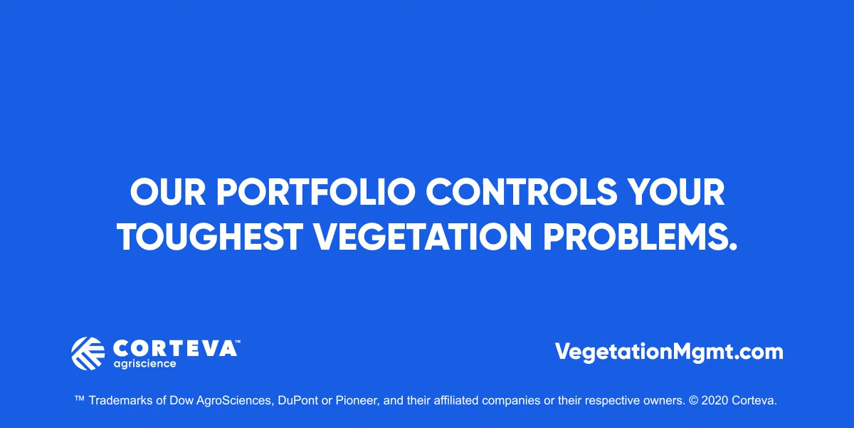 OUR PORTFOLIO CONTROLS YOUR
TOUGHEST VEGETATION PROBLEMS.
CORTEVA™
agriscience
VegetationMgmt.com
™ Trademarks of Dow AgroSciences, DuPont or Pioneer, and their affiliated companies or their respective owners. © 2020 Corteva.